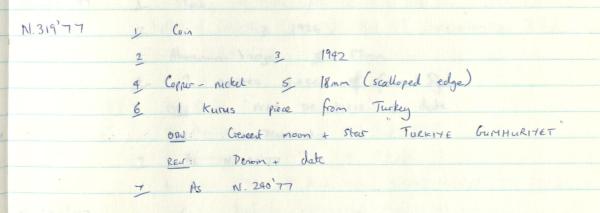 N.319'77 1 Coin
2 3 1942
4 Copper-nickel 5 18mm (scalloped edge)
6 1 Kurus piece from Turkey
OBV: Crescent moon + star "TURKIYE CUMHURIYET"
REV: Denom + date
7 As N.240'77